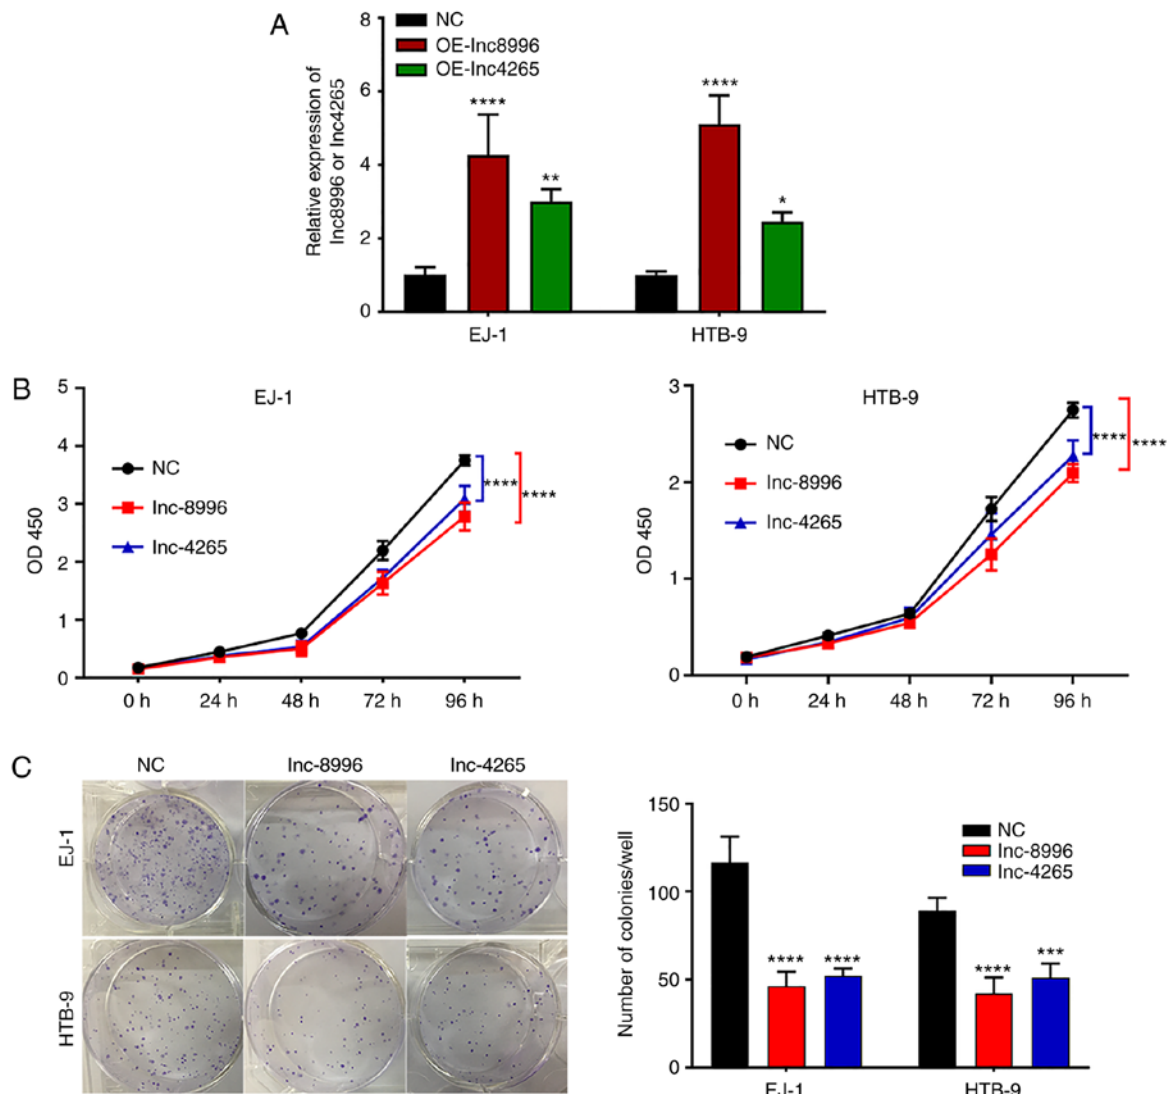 A
8
6
4
2
0
Relative expression of
lnc8996 or lnc4265
NC
OE-lnc8996
OE-lnc4265
****
**
****
*
EJ-1
HTB-9
B
5
4
3
2
1
0
OD 450
EJ-1
NC
lnc-8996
lnc-4265
****
****
0 h
24 h
48 h
72 h
96 h
3
2
1
0
OD 450
HTB-9
NC
lnc-8996
lnc-4265
****
****
0 h
24 h
48 h
72 h
96 h
C
NC
lnc-8996
lnc-4265
EJ-1
HTB-9
150
100
50
0
Number of colonies/well
NC
lnc-8996
lnc-4265
****
****
****
***
EJ-1
HTB-9